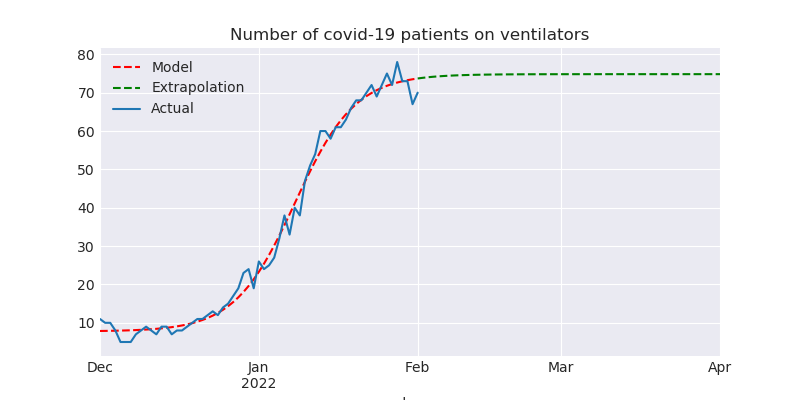 Number of covid-19 patients on ventilators
80
70
60
50
40
30
20
10
Model
Extrapolation
Actual
Dec
Jan
2022
Feb
Mar
Apr